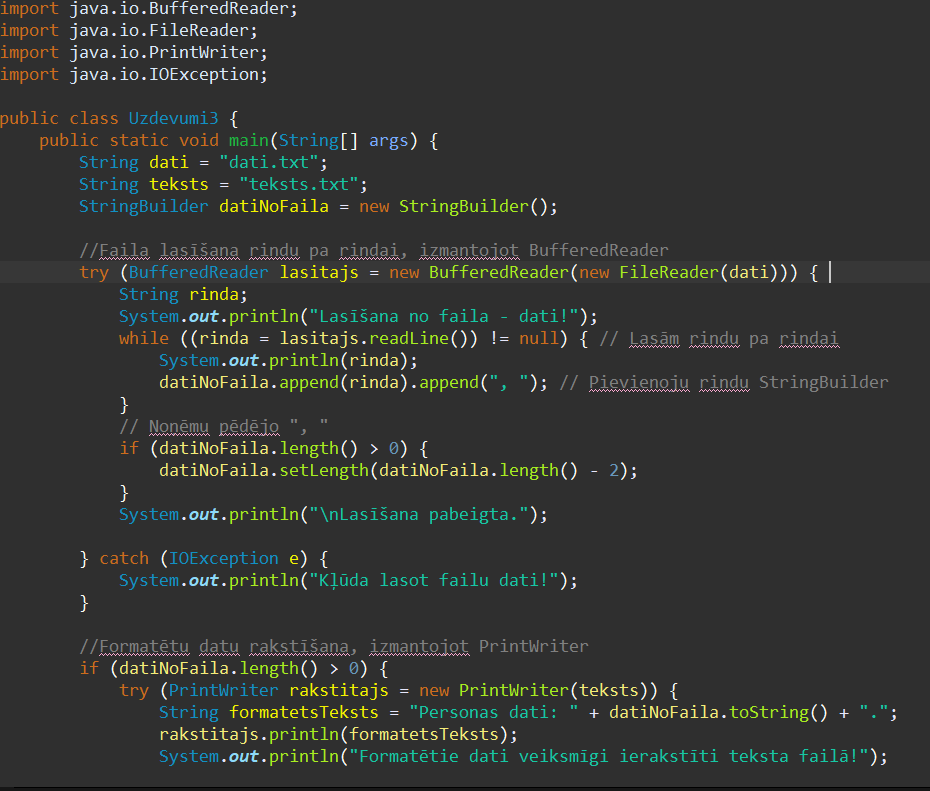 import java.io.BufferedReader;
import java.io.FileReader;
import java.io.PrintWriter;
import java.io.IOException;

public class Uzdevumi3 {
    public static void main(String[] args) {
        String dati = "dati.txt";
        String teksts = "teksts.txt";
        StringBuilder datiNoFaila = new StringBuilder();

        //Faila lasīšana rindu pa rindai, izmantojot BufferedReader
        try (BufferedReader lasitajs = new BufferedReader(new FileReader(dati))) {
            String rinda;
            System.out.println("Lasīšana no faila - dati!");
            while ((rinda = lasitajs.readLine()) != null) { // Lasām rindu pa rindai
                System.out.println(rinda);
                datiNoFaila.append(rinda).append(", "); // Pievienoju rindu StringBuilder
            }
            // Noņēmu pēdējo ", "
            if (datiNoFaila.length() > 0) {
                datiNoFaila.setLength(datiNoFaila.length() - 2);
            }
            System.out.println("\nLasīšana pabeigta.");

        } catch (IOException e) {
            System.out.println("Kļūda lasot failu dati!");
        }

        //Formatētu datu rakstīšana, izmantojot PrintWriter
        if (datiNoFaila.length() > 0) {
            try (PrintWriter rakstitajs = new PrintWriter(teksts)) {
                String formatetsTeksts = "Personas dati: " + datiNoFaila.toString() + ".";
                rakstitajs.println(formatetsTeksts);
                System.out.println("Formatētie dati veiksmīgi ierakstīti teksta failā!");